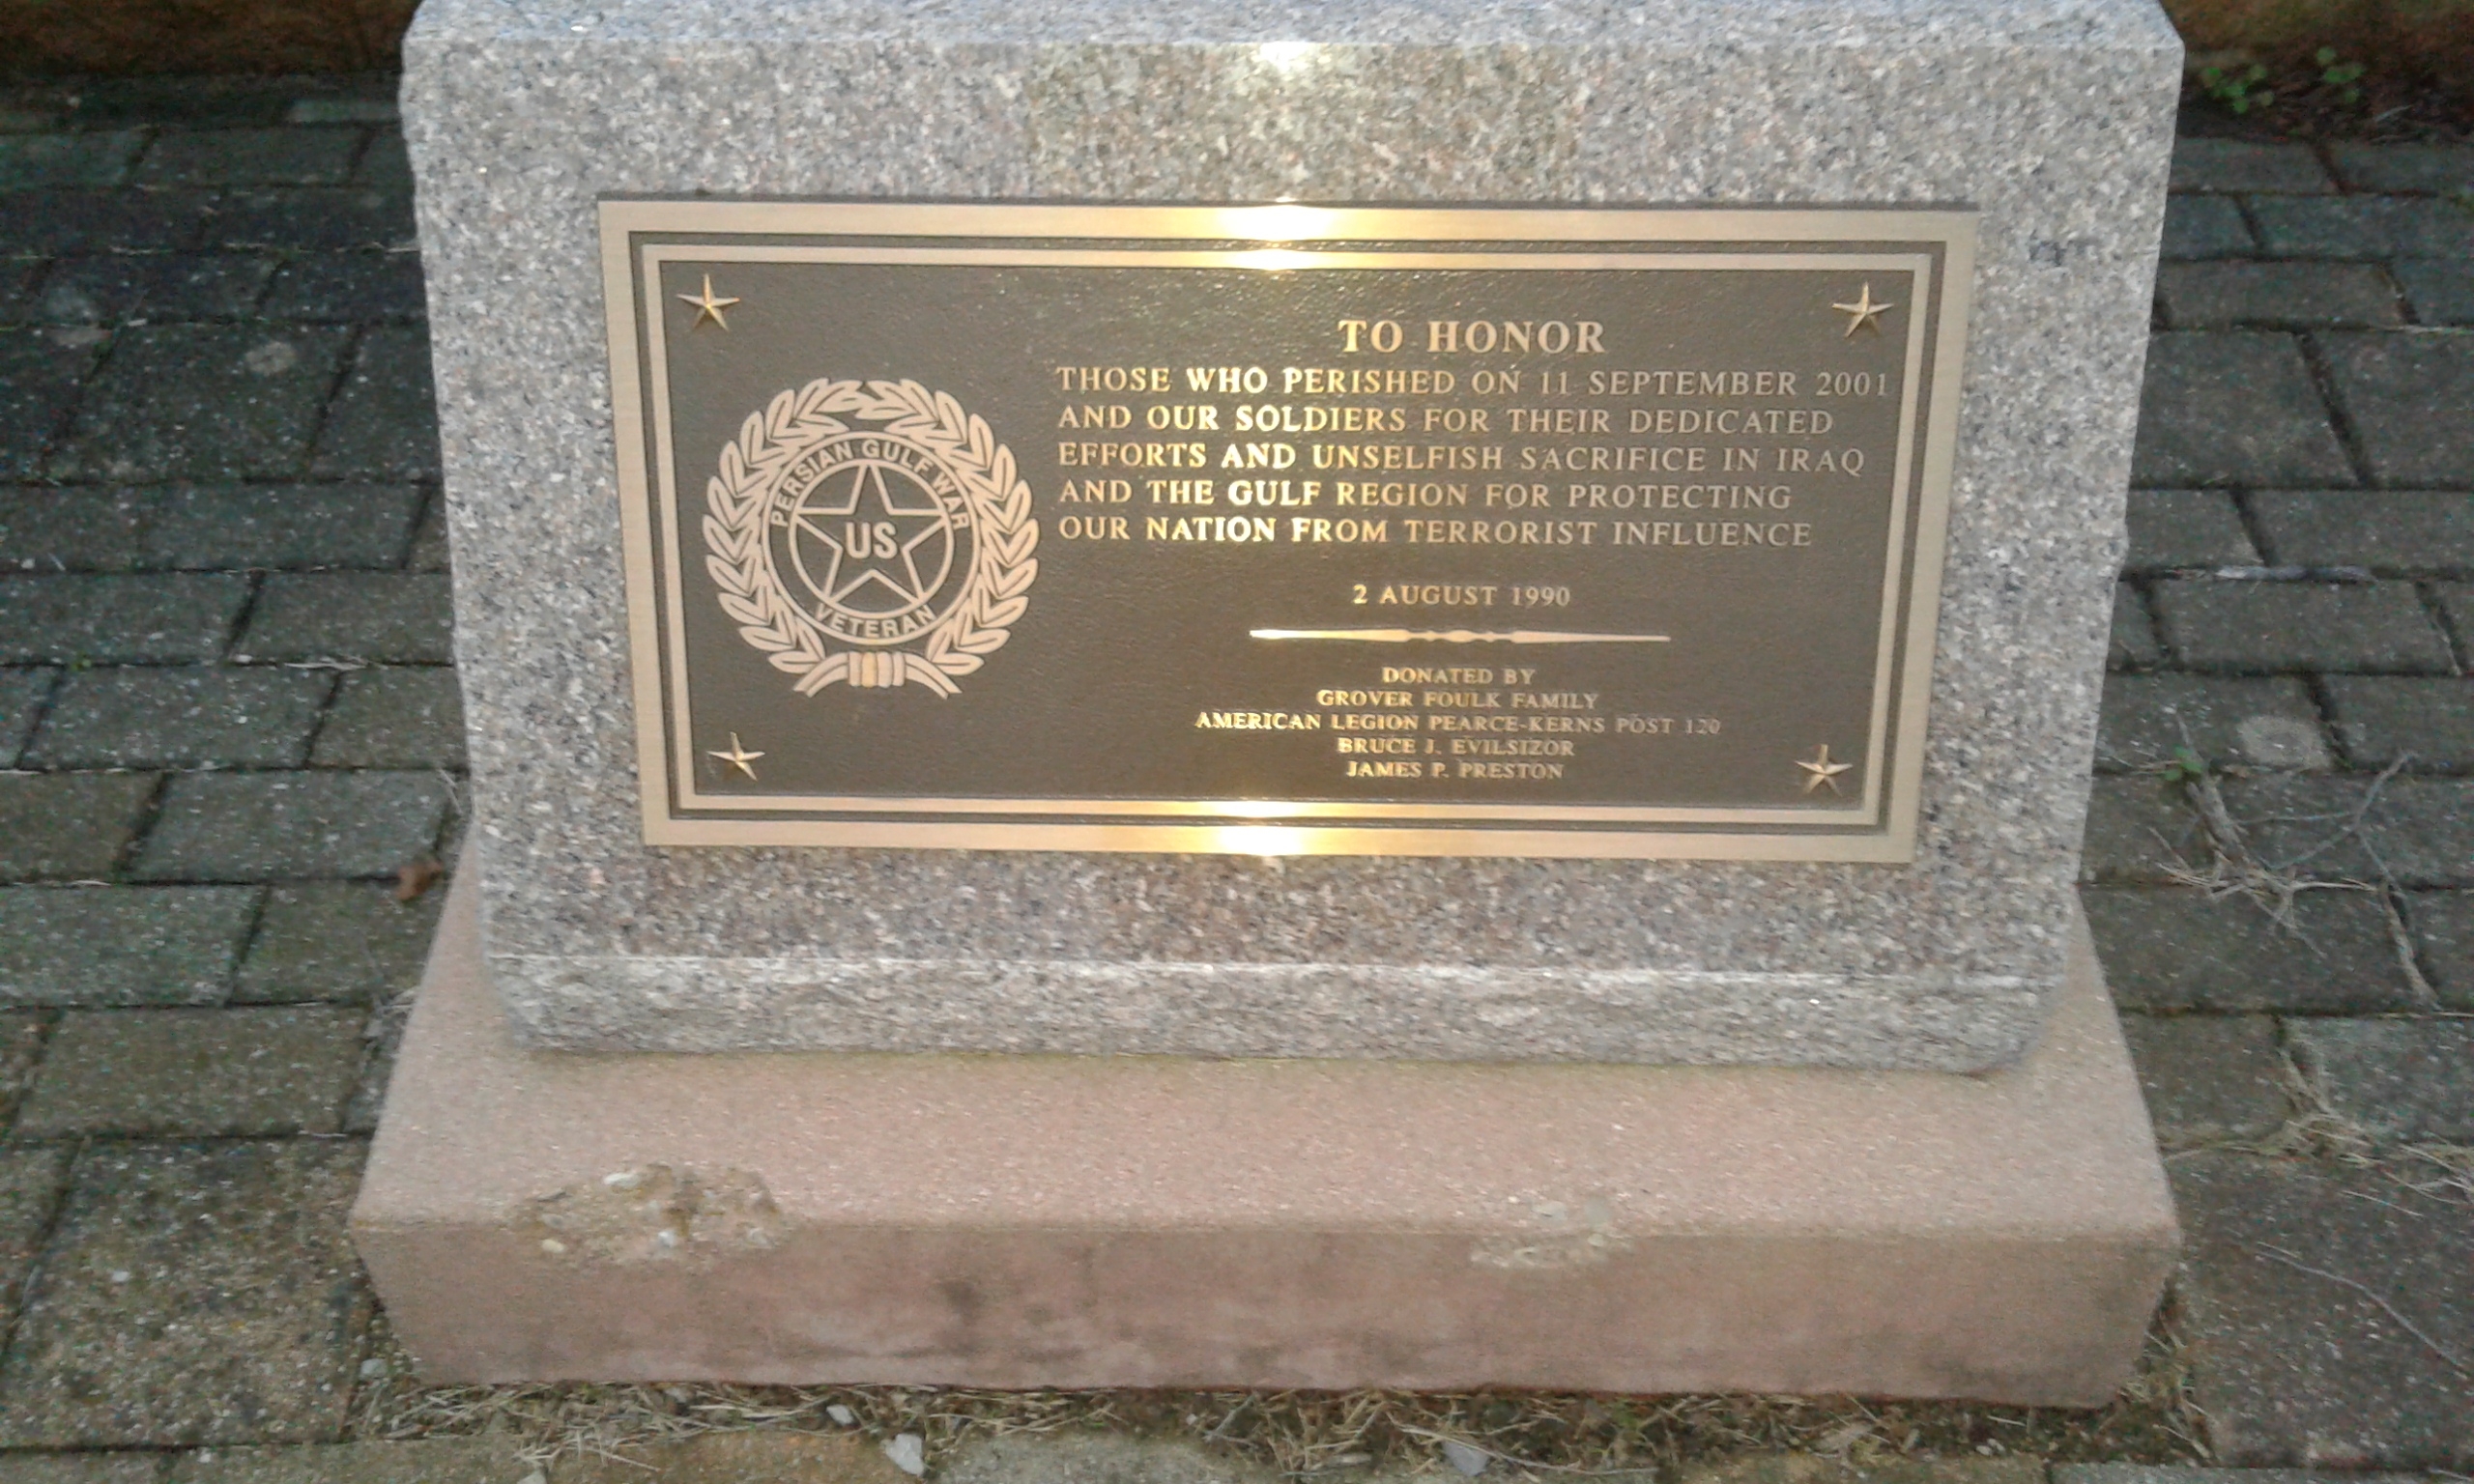 TO HONOR
THOSE WHO PERISHED ON 11 SEPTEMBER 2001
AND OUR SOLDIERS FOR THEIR DEDICATED
EFFORTS AND UNSELFISH SACRIFICE IN IRAQ
AND THE GULF REGION FOR PROTECTING
OUR NATION FROM TERRORIST INFLUENCE
PERSIAN GULF WAR
US
VETERAN
2 AUGUST 1990
DONATED BY
GROVER FOULK FAMILY
AMERICAN LEGION PEARCE-KERNS POST 120
BRUCE J. EVILSIZOR
JAMES P. PRESTON